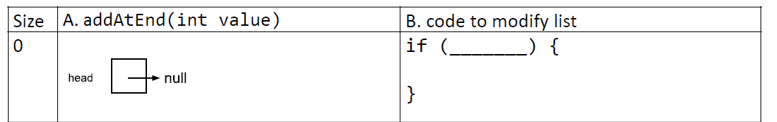 Size A. addAtEnd(int value) B. code to modify list
0 if (_______) {
head null
}